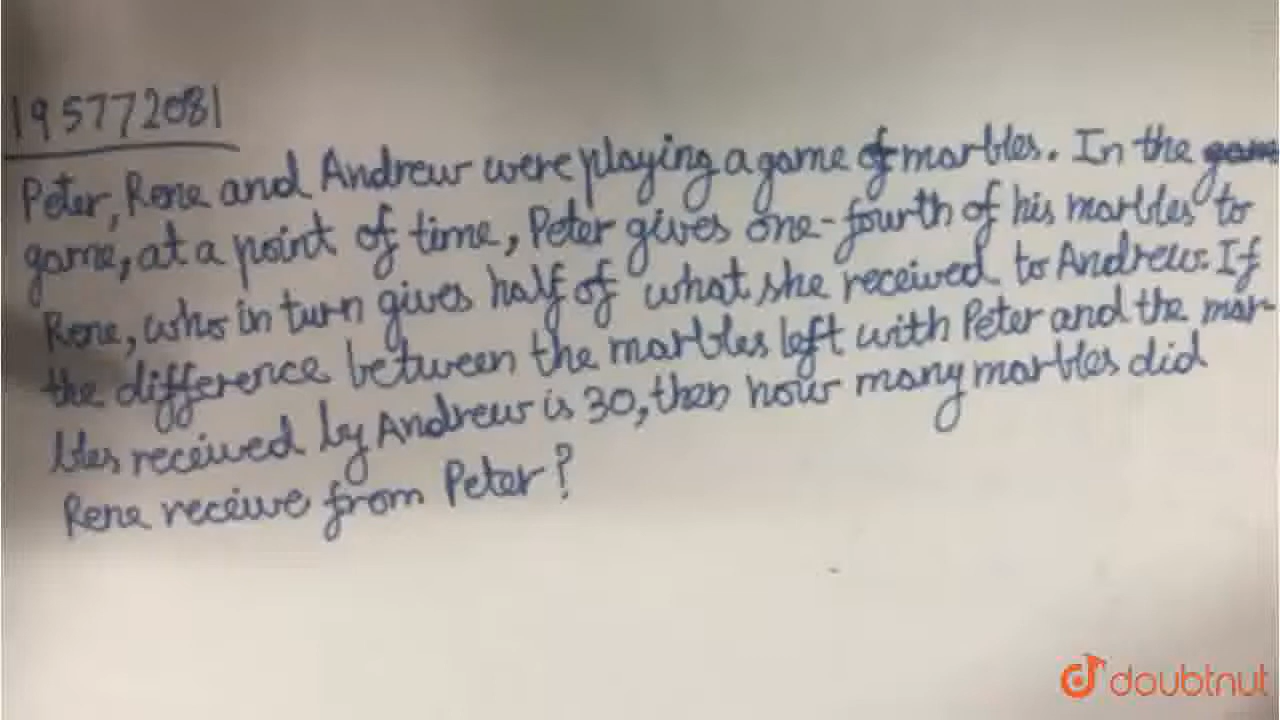 195772081
Peter, Rene and Andrew were playing a game of marbles. In the game
game, at a point of time, Peter gives one-fourth of his marbles to
Rene, who in turn gives half of what she received to Andrew. If
the difference between the marbles left with Peter and the mar-
bles received by Andrew is 30, then how many marbles did
Rene receive from Peter?
doubtnut